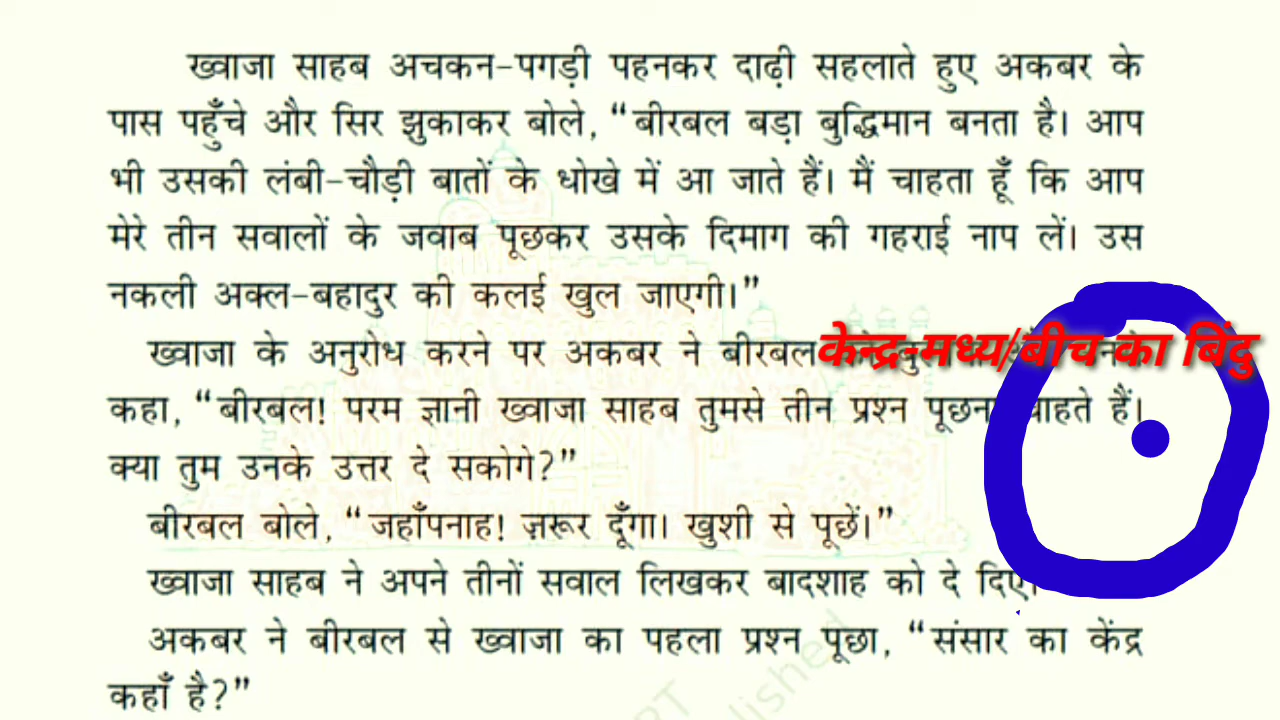 ख्वाजा साहब अचकन-पगड़ी पहनकर दाढ़ी सहलाते हुए अकबर के
पास पहुँचे और सिर झुकाकर बोले, “बीरबल बड़ा बुद्धिमान बनता है। आप
भी उसकी लंबी-चौड़ी बातों के धोखे में आ जाते हैं। मैं चाहता हूँ कि आप
मेरे तीन सवालों के जवाब पूछकर उसके दिमाग की गहराई नाप लें। उस
नकली अक्ल-बहादुर की कलई खुल जाएगी।”
ख्वाजा के अनुरोध करने पर अकबर ने बीरबल
केन्द्र-मध्य/बीच का बिंदु
कहा, “बीरबल! परम ज्ञानी ख्वाजा साहब तुमसे तीन प्रश्न पूछना चाहते हैं।
क्या तुम उनके उत्तर दे सकोगे?”
बीरबल बोले, “जहाँपनाह! ज़रूर दूँगा। खुशी से पूछें।”
ख्वाजा साहब ने अपने तीनों सवाल लिखकर बादशाह को दे दिए।
अकबर ने बीरबल से ख्वाजा का पहला प्रश्न पूछा, “संसार का केंद्र
कहाँ है?”